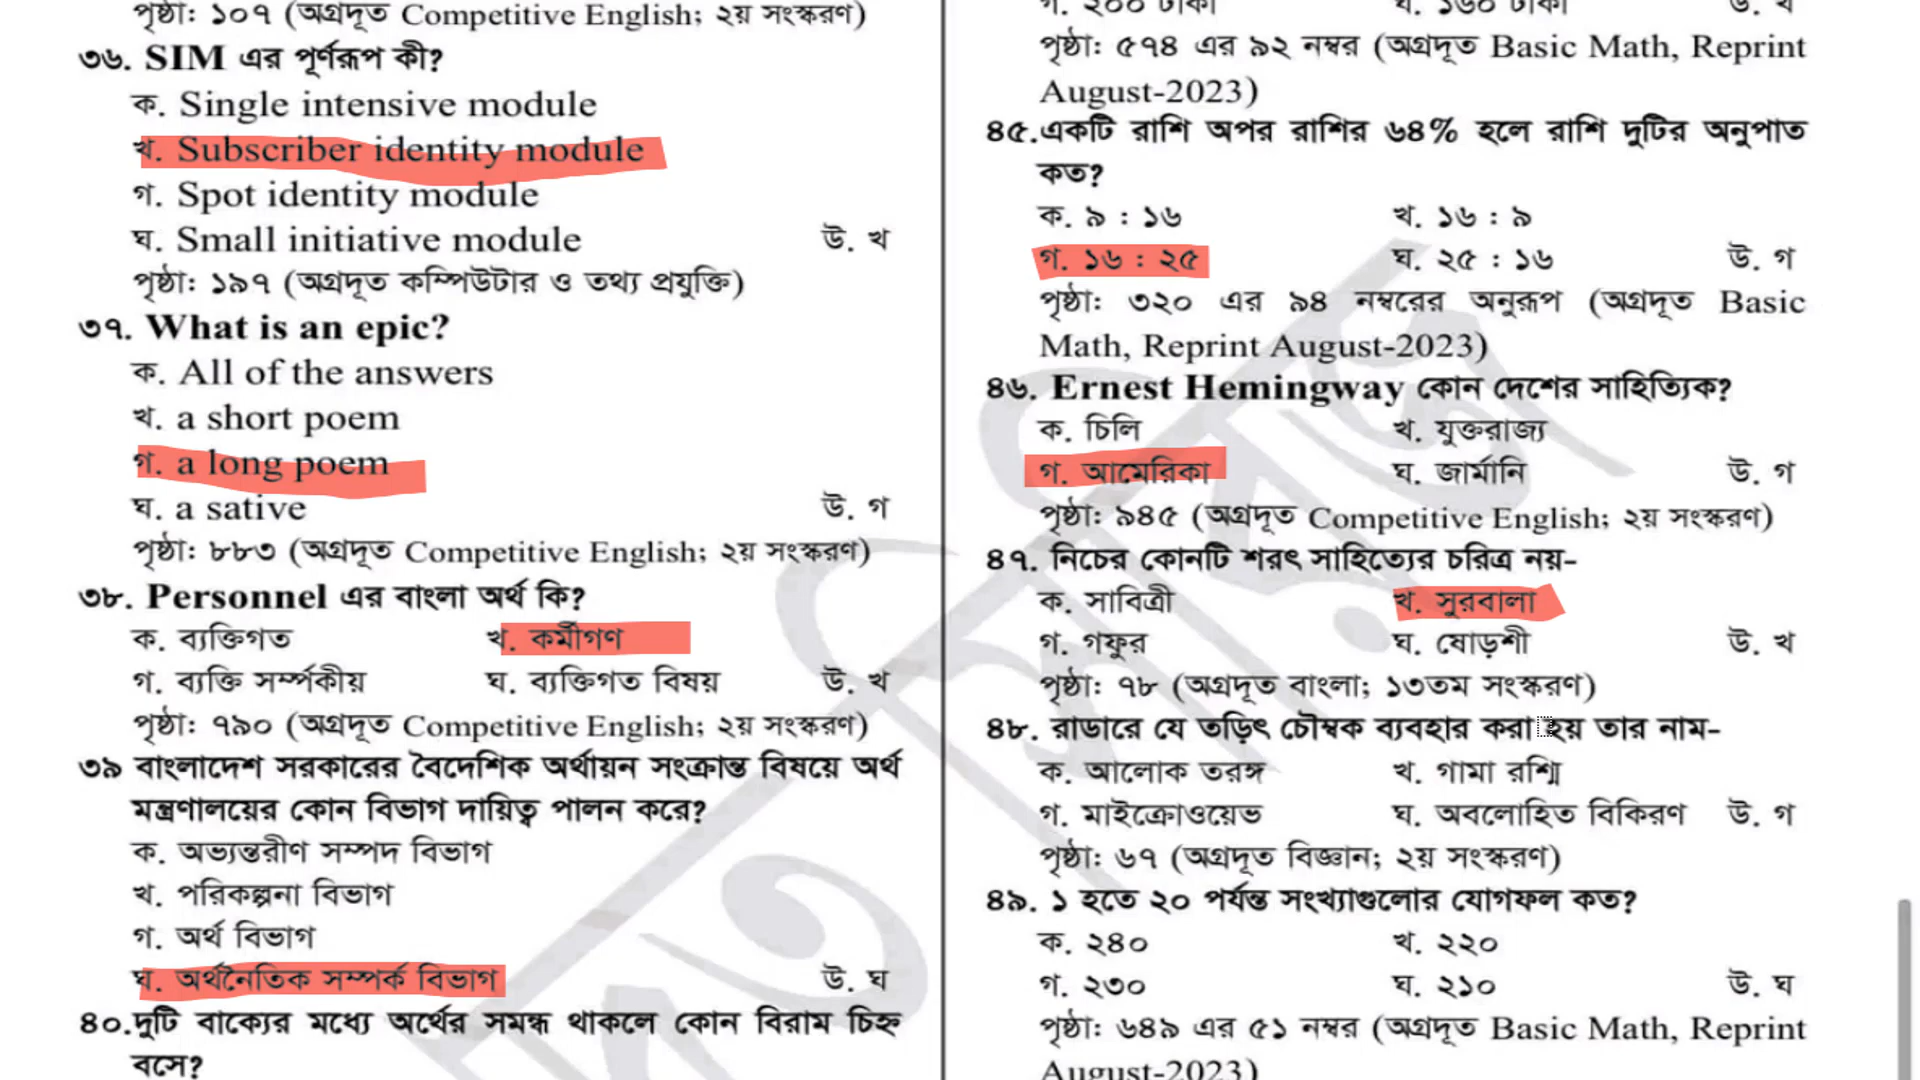 পৃষ্ঠা: ১০৭ (অগ্রদূত Competitive English; ২য় সংস্করণ)
৩৬. SIM এর পূর্ণরূপ কী?
ক. Single intensive module
খ. Subscriber identity module
গ. Spot identity module
ঘ. Small initiative module উ. খ
পৃষ্ঠা: ১৯৭ (অগ্রদূত কম্পিউটার ও তথ্য প্রযুক্তি)
৩৭. What is an epic?
ক. All of the answers
খ. a short poem
গ. a long poem
ঘ. a sative উ. গ
পৃষ্ঠা: ৮৮৩ (অগ্রদূত Competitive English; ২য় সংস্করণ)
৩৮. Personnel এর বাংলা অর্থ কি?
ক. ব্যক্তিগত খ. কর্মীগণ
গ. ব্যক্তি সর্ম্পকীয় ঘ. ব্যক্তিগত বিষয় উ. খ
পৃষ্ঠা: ৭৯০ (অগ্রদূত Competitive English; ২য় সংস্করণ)
৩৯ বাংলাদেশ সরকারের বৈদেশিক অর্থায়ন সংক্রান্ত বিষয়ে অর্থ
মন্ত্রণালয়ের কোন বিভাগ দায়িত্ব পালন করে?
ক. অভ্যন্তরীণ সম্পদ বিভাগ
খ. পরিকল্পনা বিভাগ
গ. অর্থ বিভাগ
ঘ. অর্থনৈতিক সম্পর্ক বিভাগ উ. ঘ
৪০.দুটি বাক্যের মধ্যে অর্থের সমন্ধ থাকলে কোন বিরাম চিহ্ন
বসে?
গ. ২০০ টাকা ঘ. ১৬০ টাকা উ. খ
পৃষ্ঠা: ৫৭৪ এর ৯২ নম্বর (অগ্রদূত Basic Math, Reprint
August-2023)
৪৫.একটি রাশি অপর রাশির ৬৪% হলে রাশি দুটির অনুপাত
কত?
ক. ৯ : ১৬ খ. ১৬ : ৯
গ. ১৬ : ২৫ ঘ. ২৫ : ১৬ উ. গ
পৃষ্ঠা: ৩২০ এর ৯৪ নম্বরের অনুরূপ (অগ্রদূত Basic
Math, Reprint August-2023)
৪৬. Ernest Hemingway কোন দেশের সাহিত্যিক?
ক. চিলি খ. যুক্তরাজ্য
গ. আমেরিকা ঘ. জার্মানি উ. গ
পৃষ্ঠা: ৯৪৫ (অগ্রদূত Competitive English; ২য় সংস্করণ)
৪৭. নিচের কোনটি শরৎ সাহিত্যের চরিত্র নয়-
ক. সাবিত্রী খ. সুরবালা
গ. গফুর ঘ. ষোড়শী উ. খ
পৃষ্ঠা: ৭৮ (অগ্রদূত বাংলা; ১৩তম সংস্করণ)
৪৮. রাডারে যে তড়িৎ চৌম্বক ব্যবহার করা হয় তার নাম-
ক. আলোক তরঙ্গ খ. গামা রশ্মি
গ. মাইক্রোওয়েভ ঘ. অবলোহিত বিকিরণ উ. গ
পৃষ্ঠা: ৬৭ (অগ্রদূত বিজ্ঞান; ২য় সংস্করণ)
৪৯. ১ হতে ২০ পর্যন্ত সংখ্যাগুলোর যোগফল কত?
ক. ২৪০ খ. ২২০
গ. ২৩০ ঘ. ২১০ উ. ঘ
পৃষ্ঠা: ৬৪৯ এর ৫১ নম্বর (অগ্রদূত Basic Math, Reprint
August-2023)